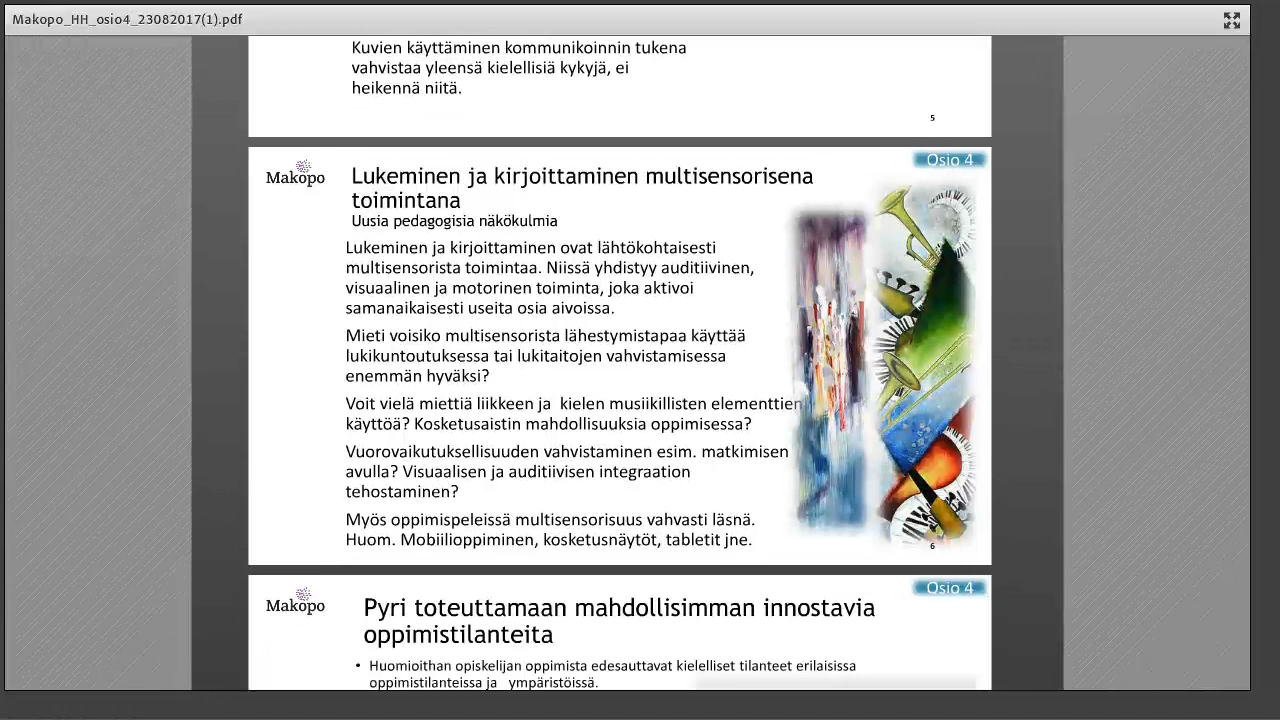 Makopo_HH_osio4_23082017(1).pdf
Kuvien käyttäminen kommunikoinnin tukena
vahvistaa yleensä kielellisiä kykyjä, ei
heikennä niitä.
5
Osio 4
Makopo
Lukeminen ja kirjoittaminen multisensorisena
toimintana
Uusia pedagogisia näkökulmia
Lukeminen ja kirjoittaminen ovat lähtökohtaisesti
multisensorista toimintaa. Niissä yhdistyy auditiivinen,
visuaalinen ja motorinen toiminta, joka aktivoi
samanaikaisesti useita osia aivoissa.
Mieti voisiko multisensorista lähestymistapaa käyttää
lukikuntoutuksessa tai lukitaitojen vahvistamisessa
enemmän hyväksi?
Voit vielä miettiä liikkeen ja  kielen musiikillisten elementtien
käyttöä? Kosketusaistin mahdollisuuksia oppimisessa?
Vuorovaikutuksellisuuden vahvistaminen esim. matkimisen
avulla? Visuaalisen ja auditiivisen integraation
tehostaminen?
Myös oppimispeleissä multisensorisuus vahvasti läsnä.
Huom. Mobiilioppiminen, kosketusnäytöt, tabletit jne.
6
Osio 4
Makopo
Pyri toteuttamaan mahdollisimman innostavia
oppimistilanteita
• Huomioithan opiskelijan oppimista edesauttavat kielelliset tilanteet erilaisissa
oppimistilanteissa ja   ympäristöissä.